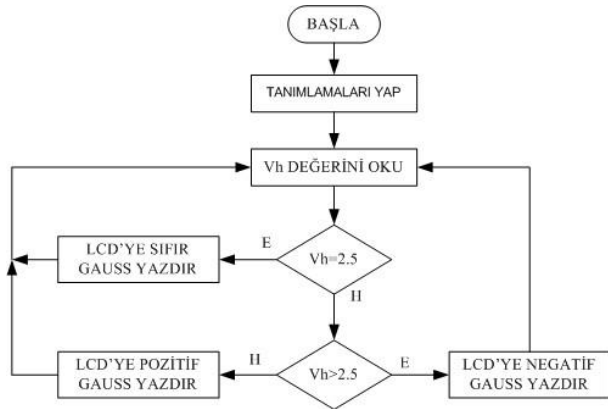 BAŞLA
TANIMLAMALARI YAP
Vh DEĞERİNİ OKU
Vh=2.5
E
LCD'YE SIFIR
GAUSS YAZDIR
H
Vh>2.5
H
LCD'YE POZİTİF
GAUSS YAZDIR
E
LCD'YE NEGATİF
GAUSS YAZDIR